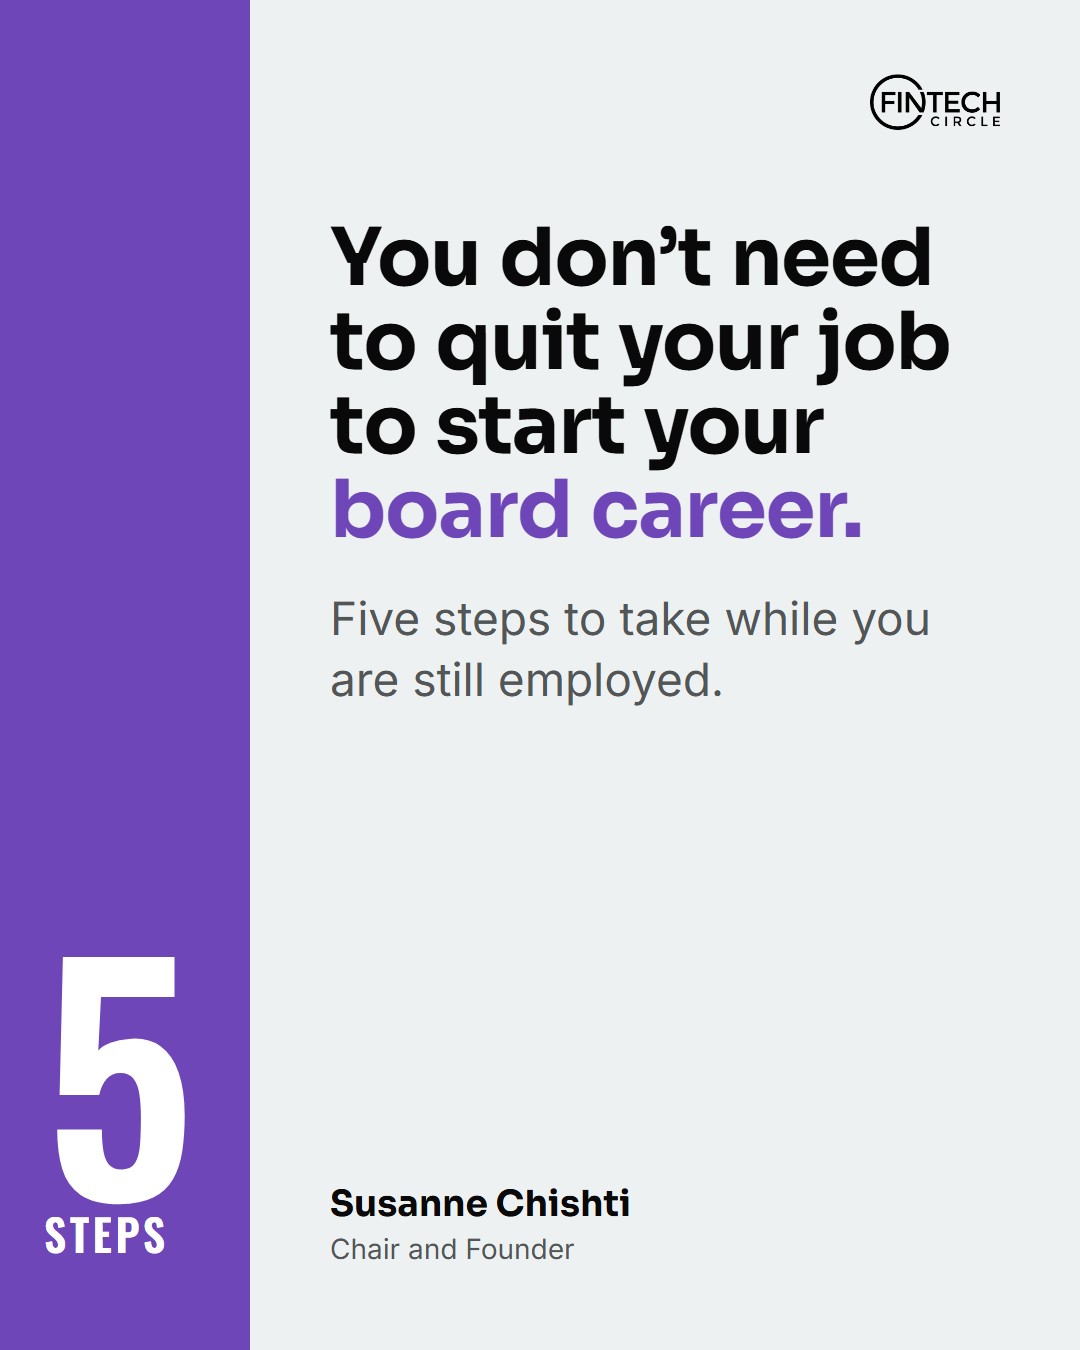 FINTECH
CIRCLE
You don’t need
to quit your job
to start your
board career.
Five steps to take while you
are still employed.
5
STEPS
Susanne Chishti
Chair and Founder